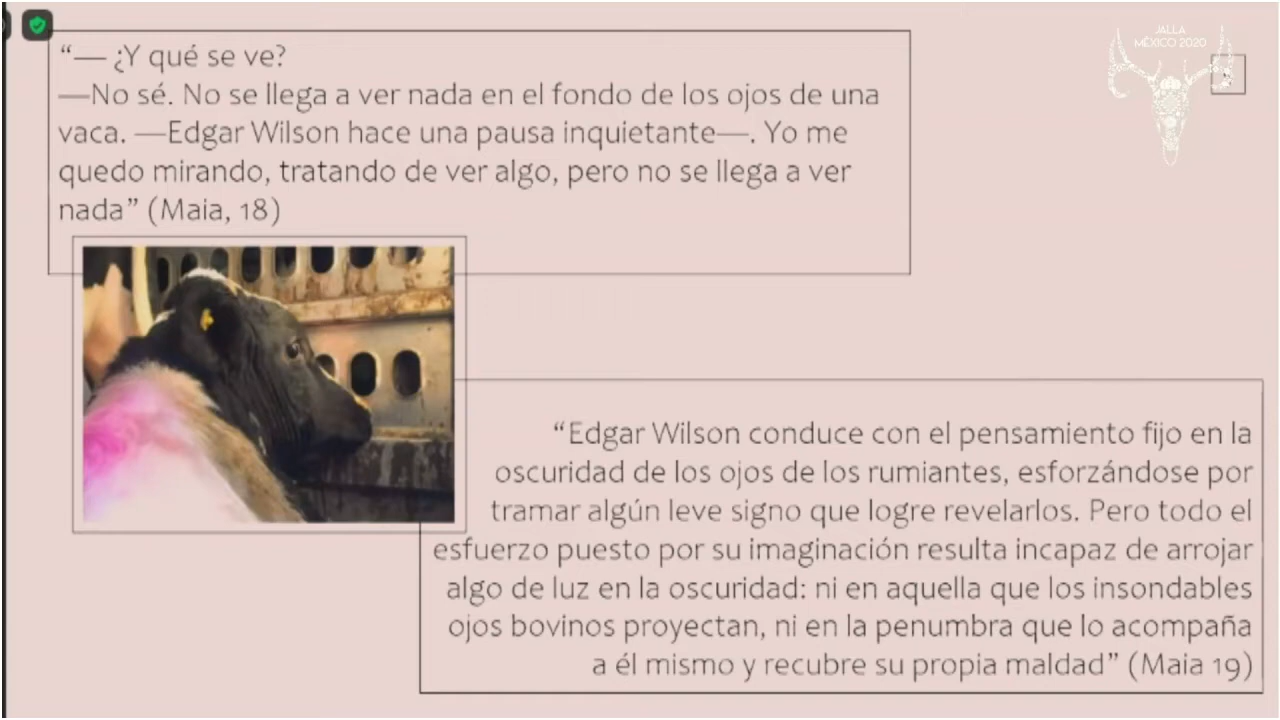 “— ¿Y qué se ve?
—No sé. No se llega a ver nada en el fondo de los ojos de una
vaca. —Edgar Wilson hace una pausa inquietante—. Yo me
quedo mirando, tratando de ver algo, pero no se llega a ver
nada” (Maia, 18)
JALLA
MÉXICO 2020
“Edgar Wilson conduce con el pensamiento fijo en la
oscuridad de los ojos de los rumiantes, esforzándose por
tramar algún leve signo que logre revelarlos. Pero todo el
esfuerzo puesto por su imaginación resulta incapaz de arrojar
algo de luz en la oscuridad: ni en aquella que los insondables
ojos bovinos proyectan, ni en la penumbra que lo acompaña
a él mismo y recubre su propia maldad” (Maia 19)